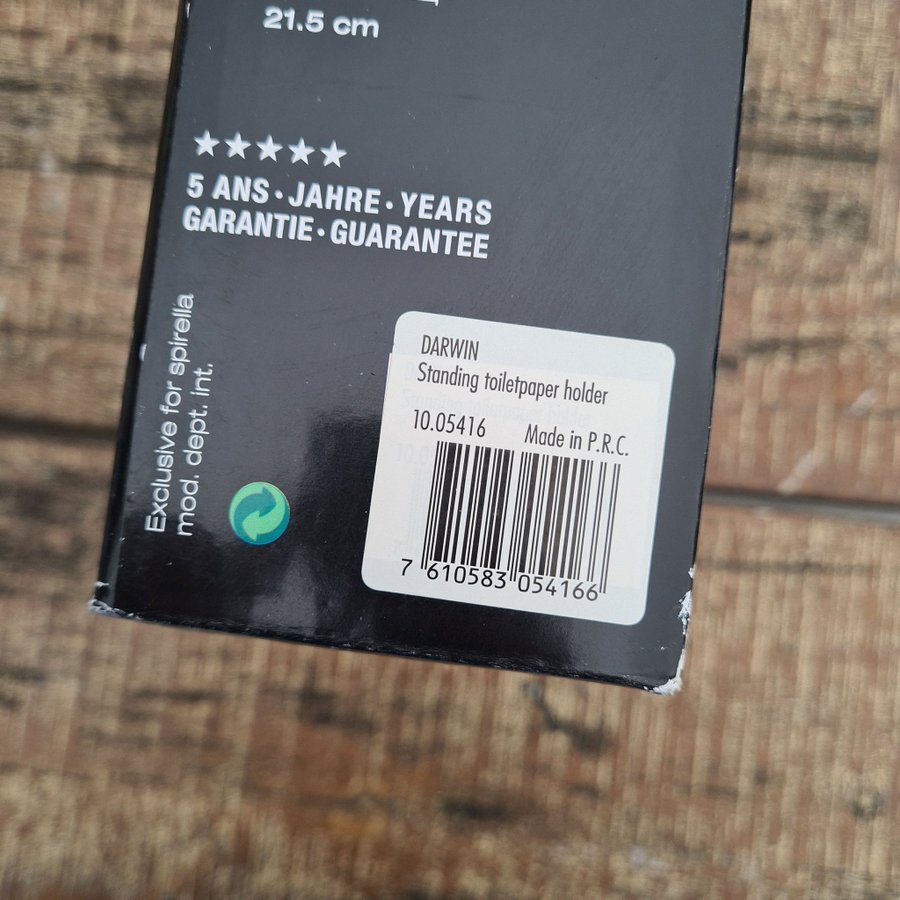 21.5 cm
5 ANS · JAHRE · YEARS
GARANTIE · GUARANTEE
Exclusive for spirella
mod. dept. int.
DARWIN
Standing toiletpaper holder
10.05416 Made in P.R.C.
7 610583 054166